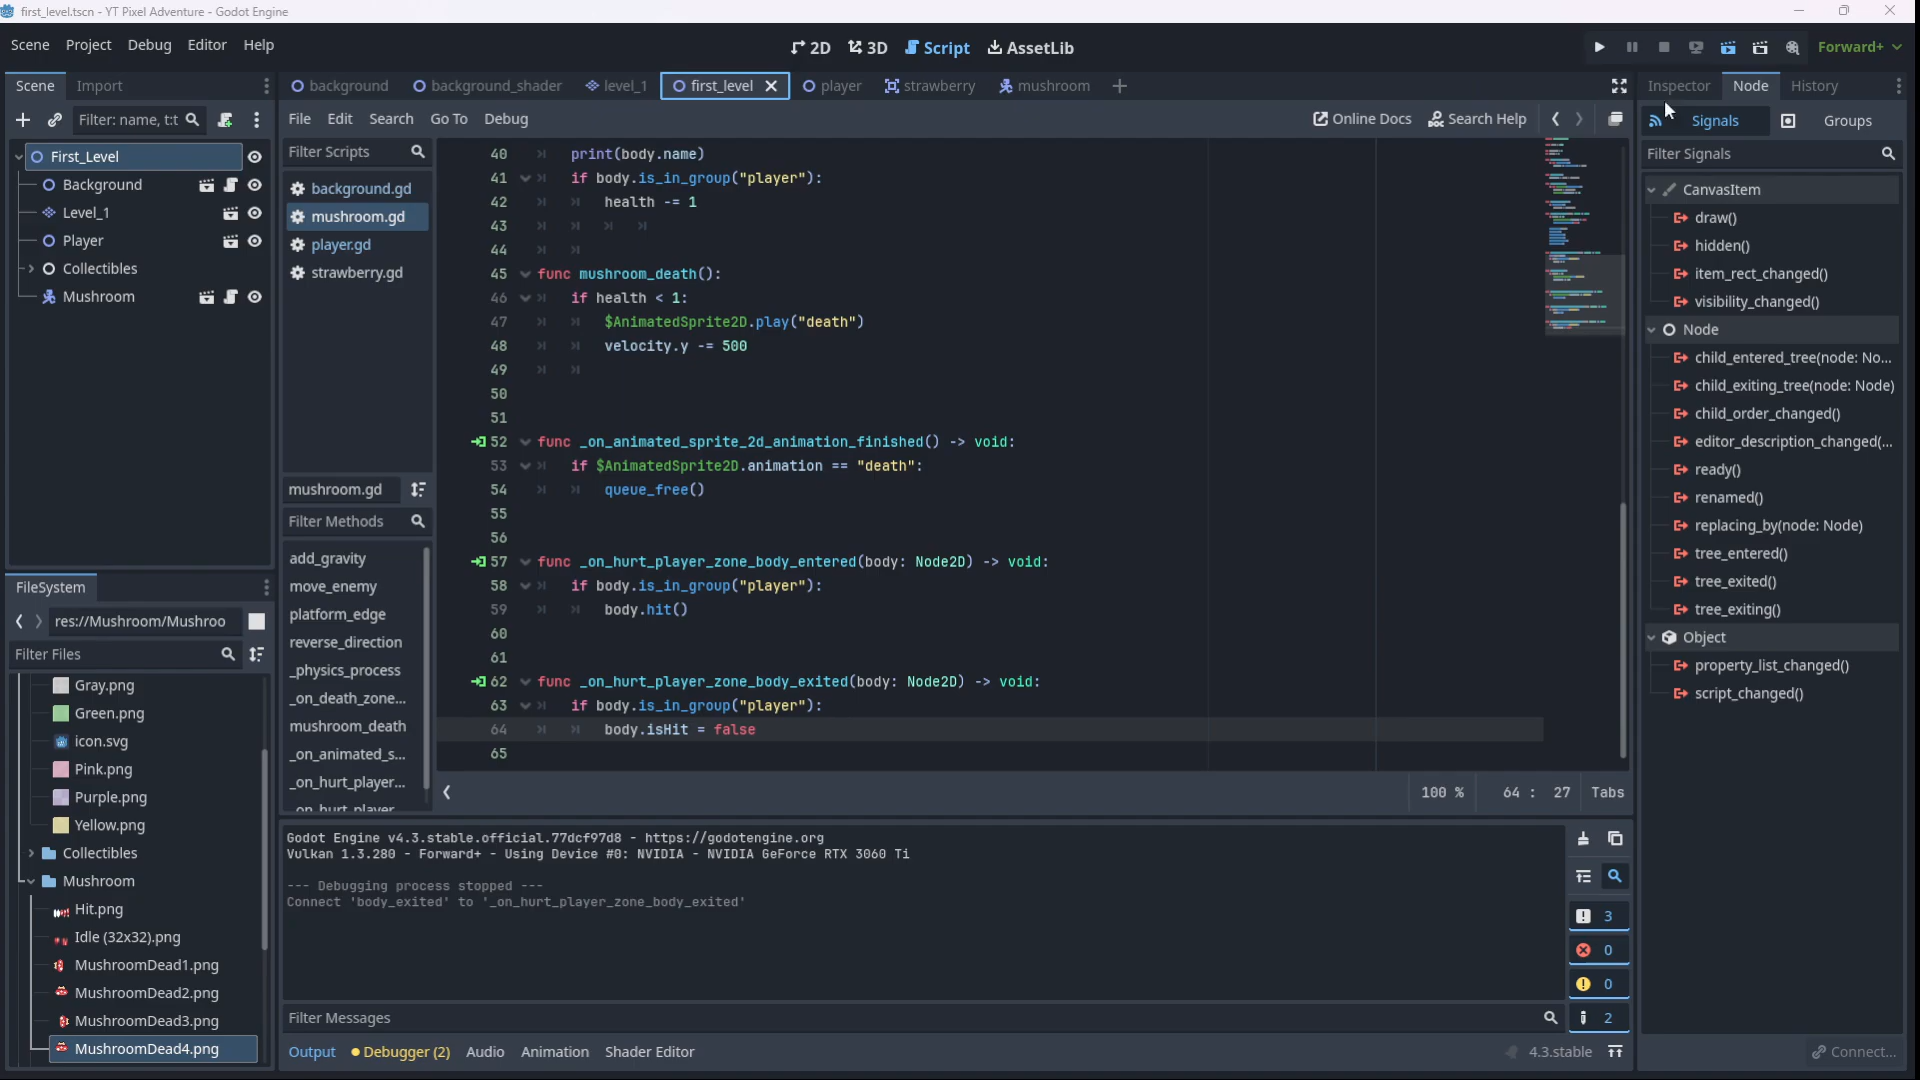 first_level.tscn - YT Pixel Adventure - Godot Engine
Scene Project Debug Editor Help
2D 3D Script AssetLib
Forward+
Scene Import
background background_shader level_1 first_level player strawberry mushroom
Inspector Node History
Filter: name, t:t
File Edit Search Go To Debug
Online Docs Search Help
Signals Groups
Filter Signals
First_Level
Background
Level_1
Player
Collectibles
Mushroom
Filter Scripts
background.gd
mushroom.gd
player.gd
strawberry.gd
mushroom.gd
Filter Methods
add_gravity
move_enemy
platform_edge
reverse_direction
_physics_process
_on_death_zone...
mushroom_death
_on_animated_s...
_on_hurt_player...
_on_hurt_player
40 print(body.name)
41 if body.is_in_group("player"):
42 health -= 1
43
44
45 func mushroom_death():
46 if health < 1:
47 $AnimatedSprite2D.play("death")
48 velocity.y -= 500
49
50
51
52 func _on_animated_sprite_2d_animation_finished() -> void:
53 if $AnimatedSprite2D.animation == "death":
54 queue_free()
55
56
57 func _on_hurt_player_zone_body_entered(body: Node2D) -> void:
58 if body.is_in_group("player"):
59 body.hit()
60
61
62 func _on_hurt_player_zone_body_exited(body: Node2D) -> void:
63 if body.is_in_group("player"):
64 body.isHit = false
65
100 % 64 : 27 Tabs
CanvasItem
draw()
hidden()
item_rect_changed()
visibility_changed()
Node
child_entered_tree(node: No...
child_exiting_tree(node: Node)
child_order_changed()
editor_description_changed(...
ready()
renamed()
replacing_by(node: Node)
tree_entered()
tree_exited()
tree_exiting()
Object
property_list_changed()
script_changed()
Connect...
FileSystem
res://Mushroom/Mushroo
Filter Files
Gray.png
Green.png
icon.svg
Pink.png
Purple.png
Yellow.png
Collectibles
Mushroom
Hit.png
Idle (32x32).png
MushroomDead1.png
MushroomDead2.png
MushroomDead3.png
MushroomDead4.png
Godot Engine v4.3.stable.official.77dcf97d8 - https://godotengine.org
Vulkan 1.3.280 - Forward+ - Using Device #0: NVIDIA - NVIDIA GeForce RTX 3060 Ti
--- Debugging process stopped ---
Connect 'body_exited' to '_on_hurt_player_zone_body_exited'
3
0
0
2
Filter Messages
Output Debugger (2) Audio Animation Shader Editor
4.3.stable